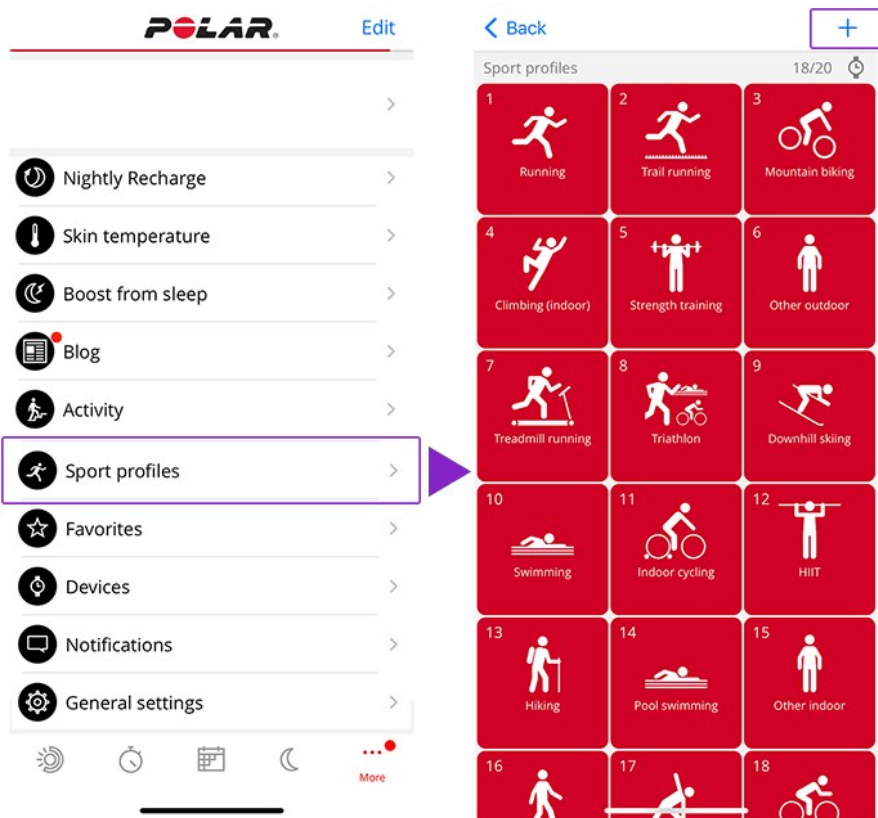 POLAR.
Edit
Nightly Recharge
Skin temperature
Boost from sleep
Blog
Activity
Sport profiles
Favorites
Devices
Notifications
General settings
More
Back
+
Sport profiles 18/20
1 2 3
Running Trail running Mountain biking
4 5 6
Climbing (indoor) Strength training Other outdoor
7 8 9
Treadmill running Triathlon Downhill skiing
10 11 12
Swimming Indoor cycling HIIT
13 14 15
Hiking Pool swimming Other indoor
16 17 18